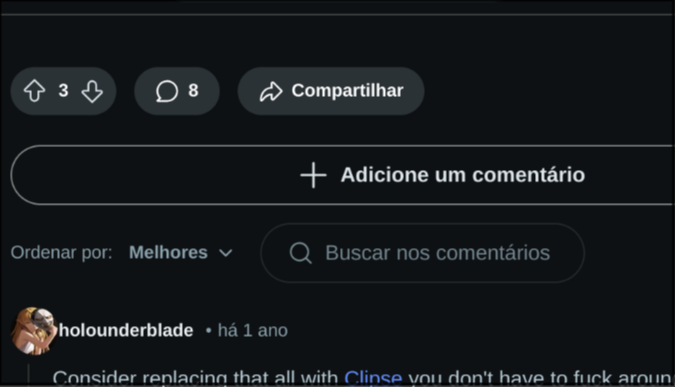 3 8 Compartilhar
Adicione um comentário
Ordenar por: Melhores Buscar nos comentários
holounderblade • há 1 ano
Consider replacing that all with Clipse you don't have to fuck aroun